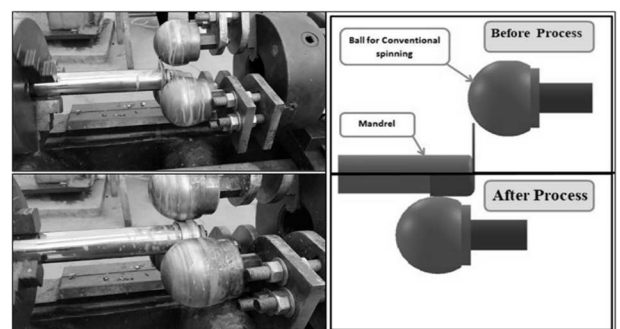 Before Process
Ball for Conventional
spinning
Mandrel
After Process